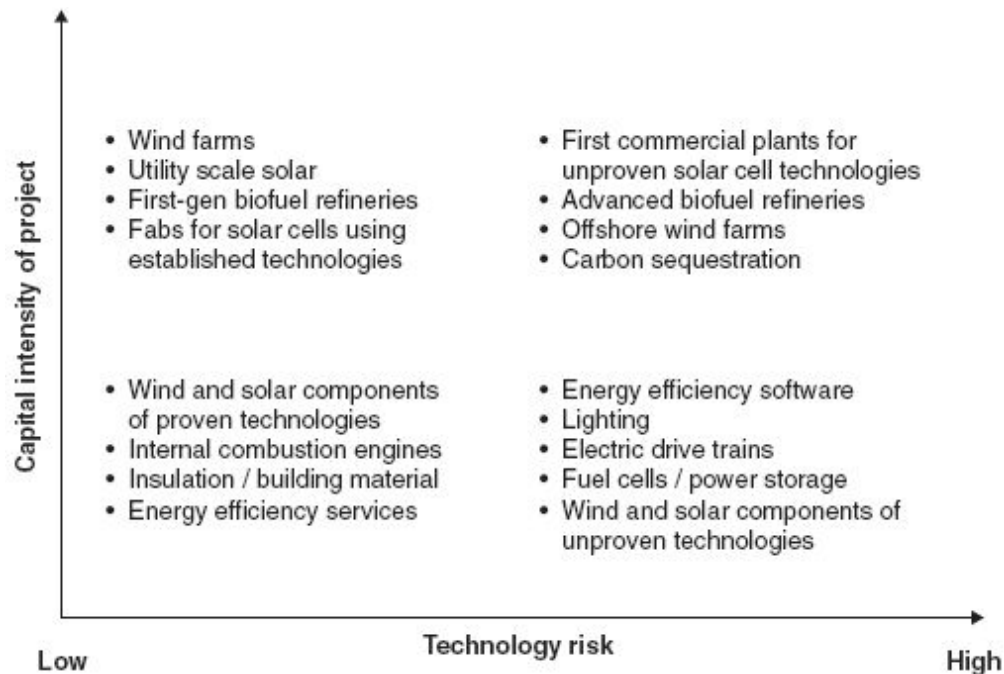 Capital intensity of project
• Wind farms
• Utility scale solar
• First-gen biofuel refineries
• Fabs for solar cells using
established technologies
• First commercial plants for
unproven solar cell technologies
• Advanced biofuel refineries
• Offshore wind farms
• Carbon sequestration
• Wind and solar components
of proven technologies
• Internal combustion engines
• Insulation / building material
• Energy efficiency services
• Energy efficiency software
• Lighting
• Electric drive trains
• Fuel cells / power storage
• Wind and solar components of
unproven technologies
Low
Technology risk
High